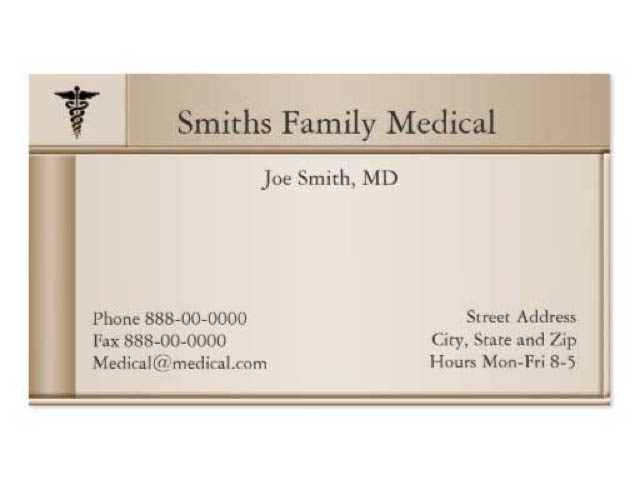 Smiths Family Medical
Joe Smith, MD
Phone 888-00-0000
Fax 888-00-0000
Medical@medical.com
Street Address
City, State and Zip
Hours Mon-Fri 8-5